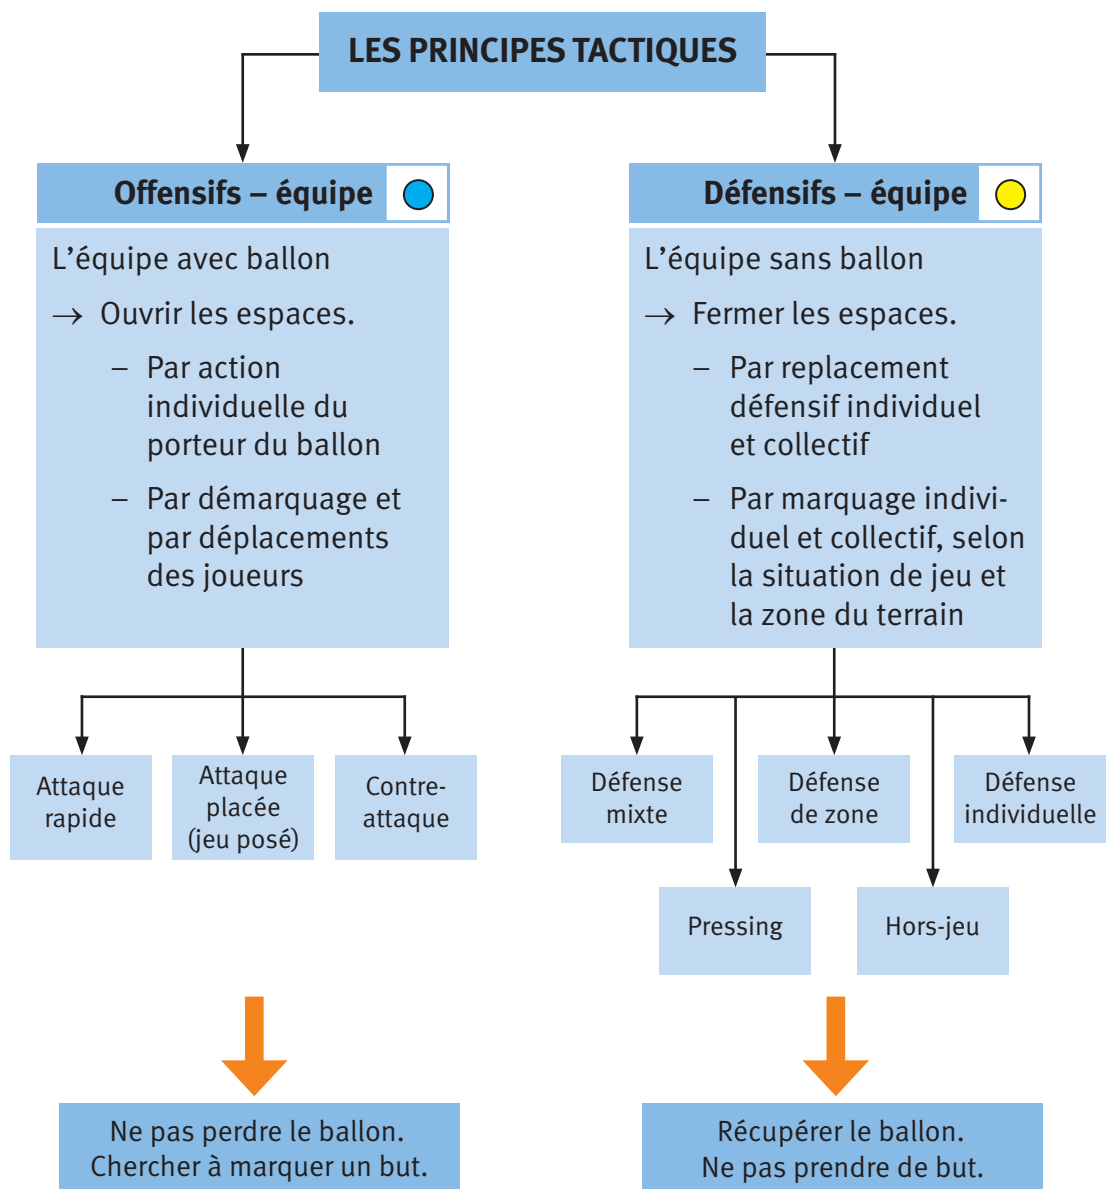 LES PRINCIPES TACTIQUES
Offensifs – équipe
L’équipe avec ballon
→ Ouvrir les espaces.
– Par action
individuelle du
porteur du ballon
– Par démarquage et
par déplacements
des joueurs
Défensifs – équipe
L’équipe sans ballon
→ Fermer les espaces.
– Par replacement
défensif individuel
et collectif
– Par marquage indivi-
duel et collectif, selon
la situation de jeu et
la zone du terrain
Attaque
rapide
Attaque
placée
(jeu posé)
Contre-
attaque
Défense
mixte
Défense
de zone
Défense
individuelle
Pressing
Hors-jeu
Ne pas perdre le ballon.
Chercher à marquer un but.
Récupérer le ballon.
Ne pas prendre de but.